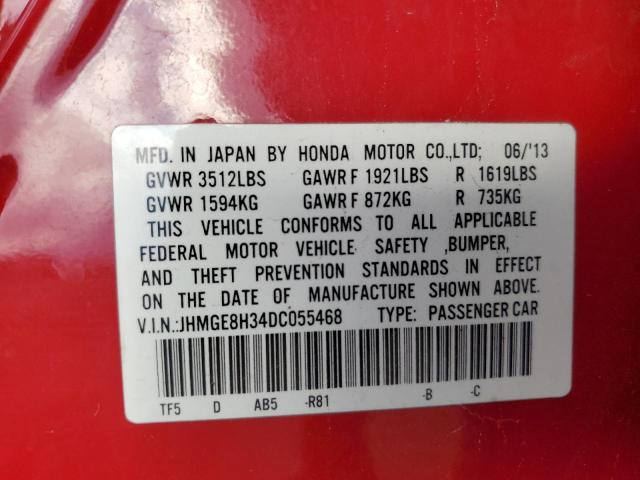 MFD. IN JAPAN BY HONDA MOTOR CO.,LTD; 06/'13
GVWR 3512LBS GAWR F 1921LBS R 1619LBS
GVWR 1594KG GAWR F 872KG R 735KG
THIS VEHICLE CONFORMS TO ALL APPLICABLE
FEDERAL MOTOR VEHICLE SAFETY ,BUMPER,
AND THEFT PREVENTION STANDARDS IN EFFECT
ON THE DATE OF MANUFACTURE SHOWN ABOVE.
V.I.N.:JHMGE8H34DC055468 TYPE: PASSENGER CAR
TF5 D AB5 -R81 -B -C